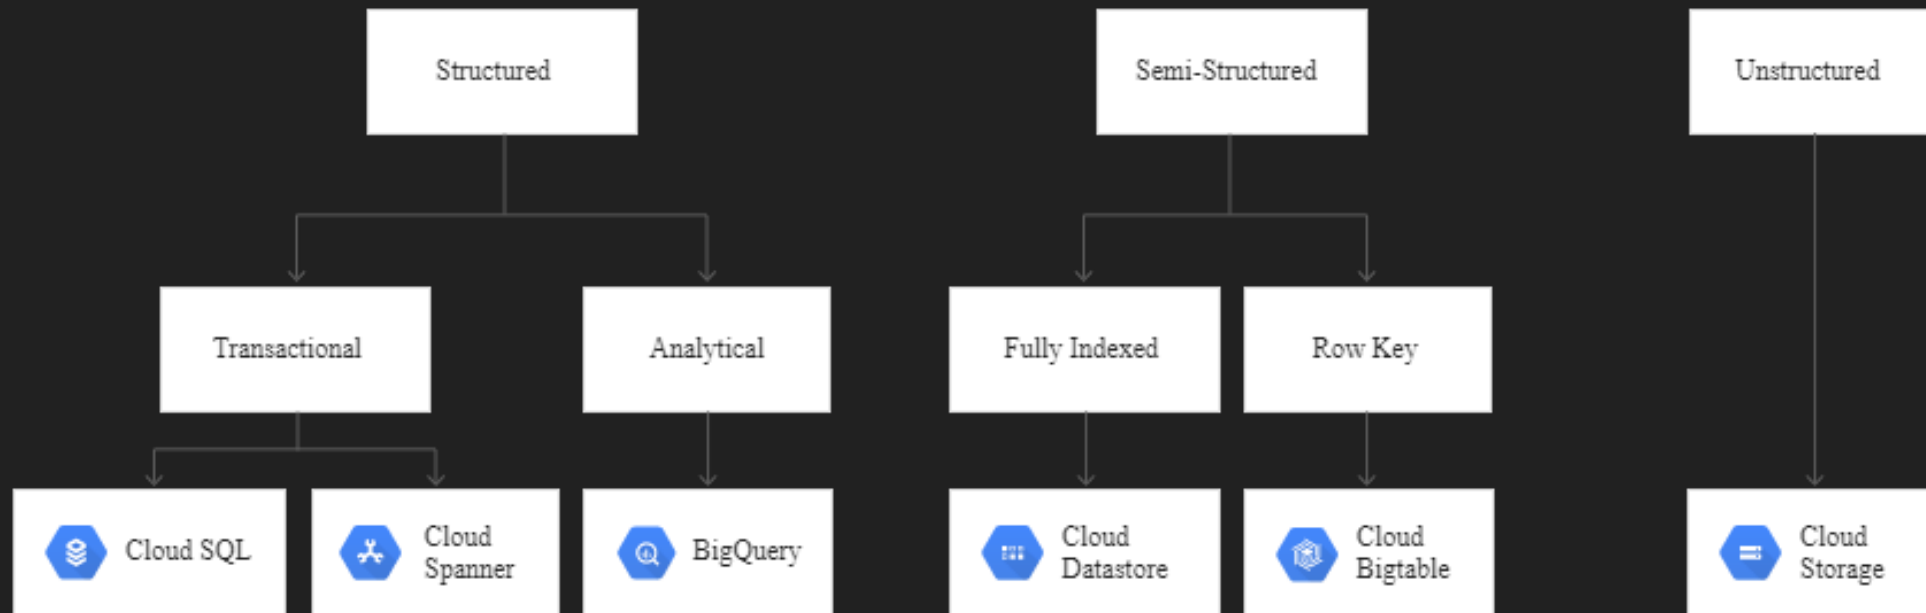 Structured
Semi-Structured
Unstructured
Transactional
Analytical
Fully Indexed
Row Key
Cloud SQL
Cloud
Spanner
BigQuery
Cloud
Datastore
Cloud
Bigtable
Cloud
Storage